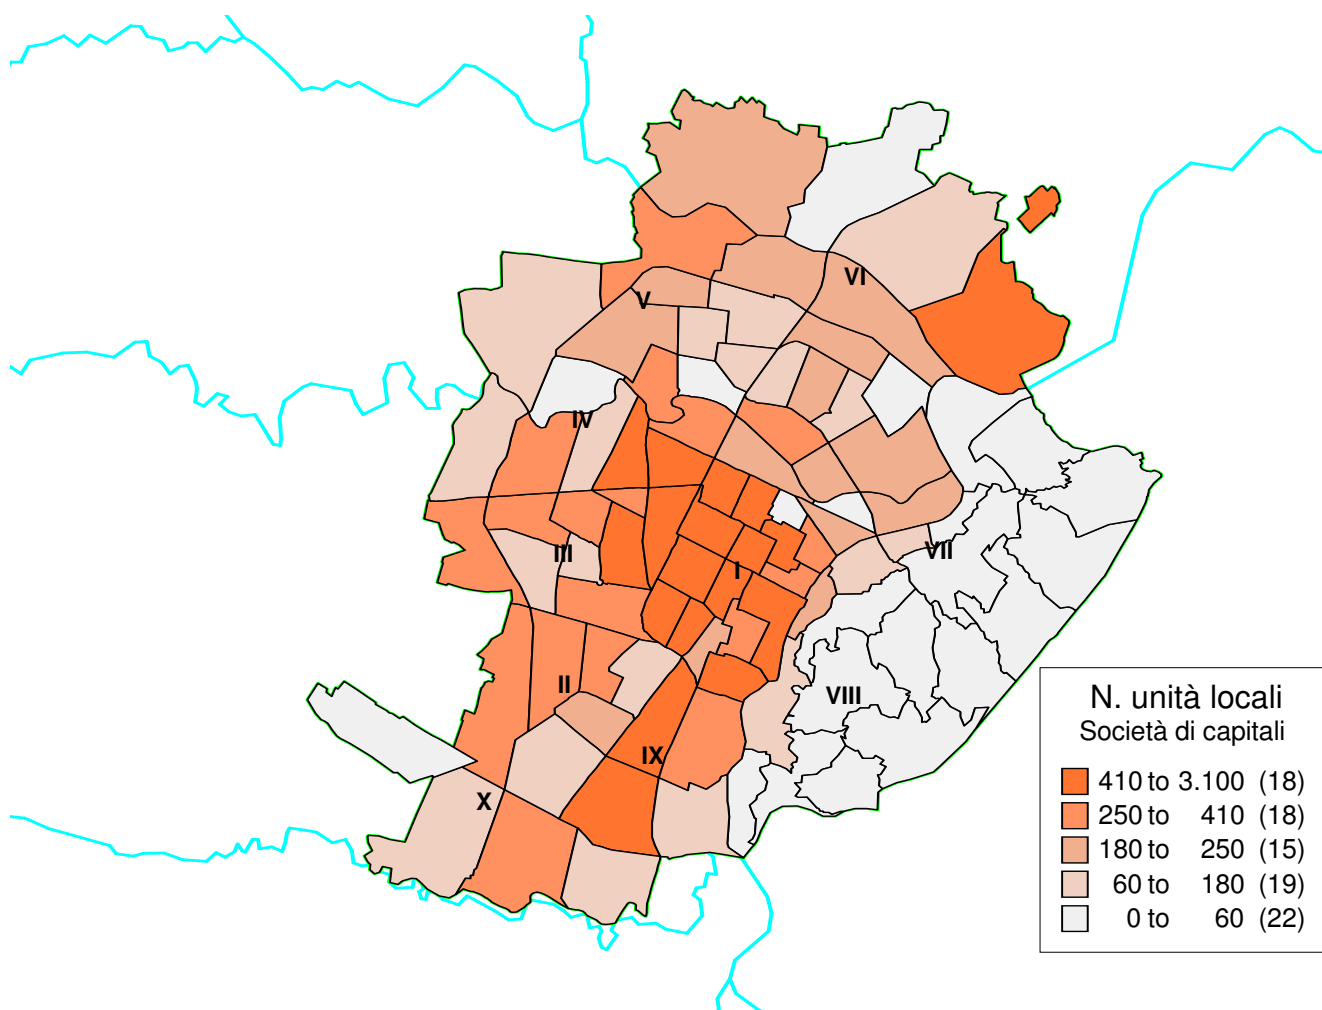 VI
V
IV
III
VII
I
II
VIII
IX
X
N. unità locali
Società di capitali
410 to 3.100 (18)
250 to 410 (18)
180 to 250 (15)
60 to 180 (19)
0 to 60 (22)